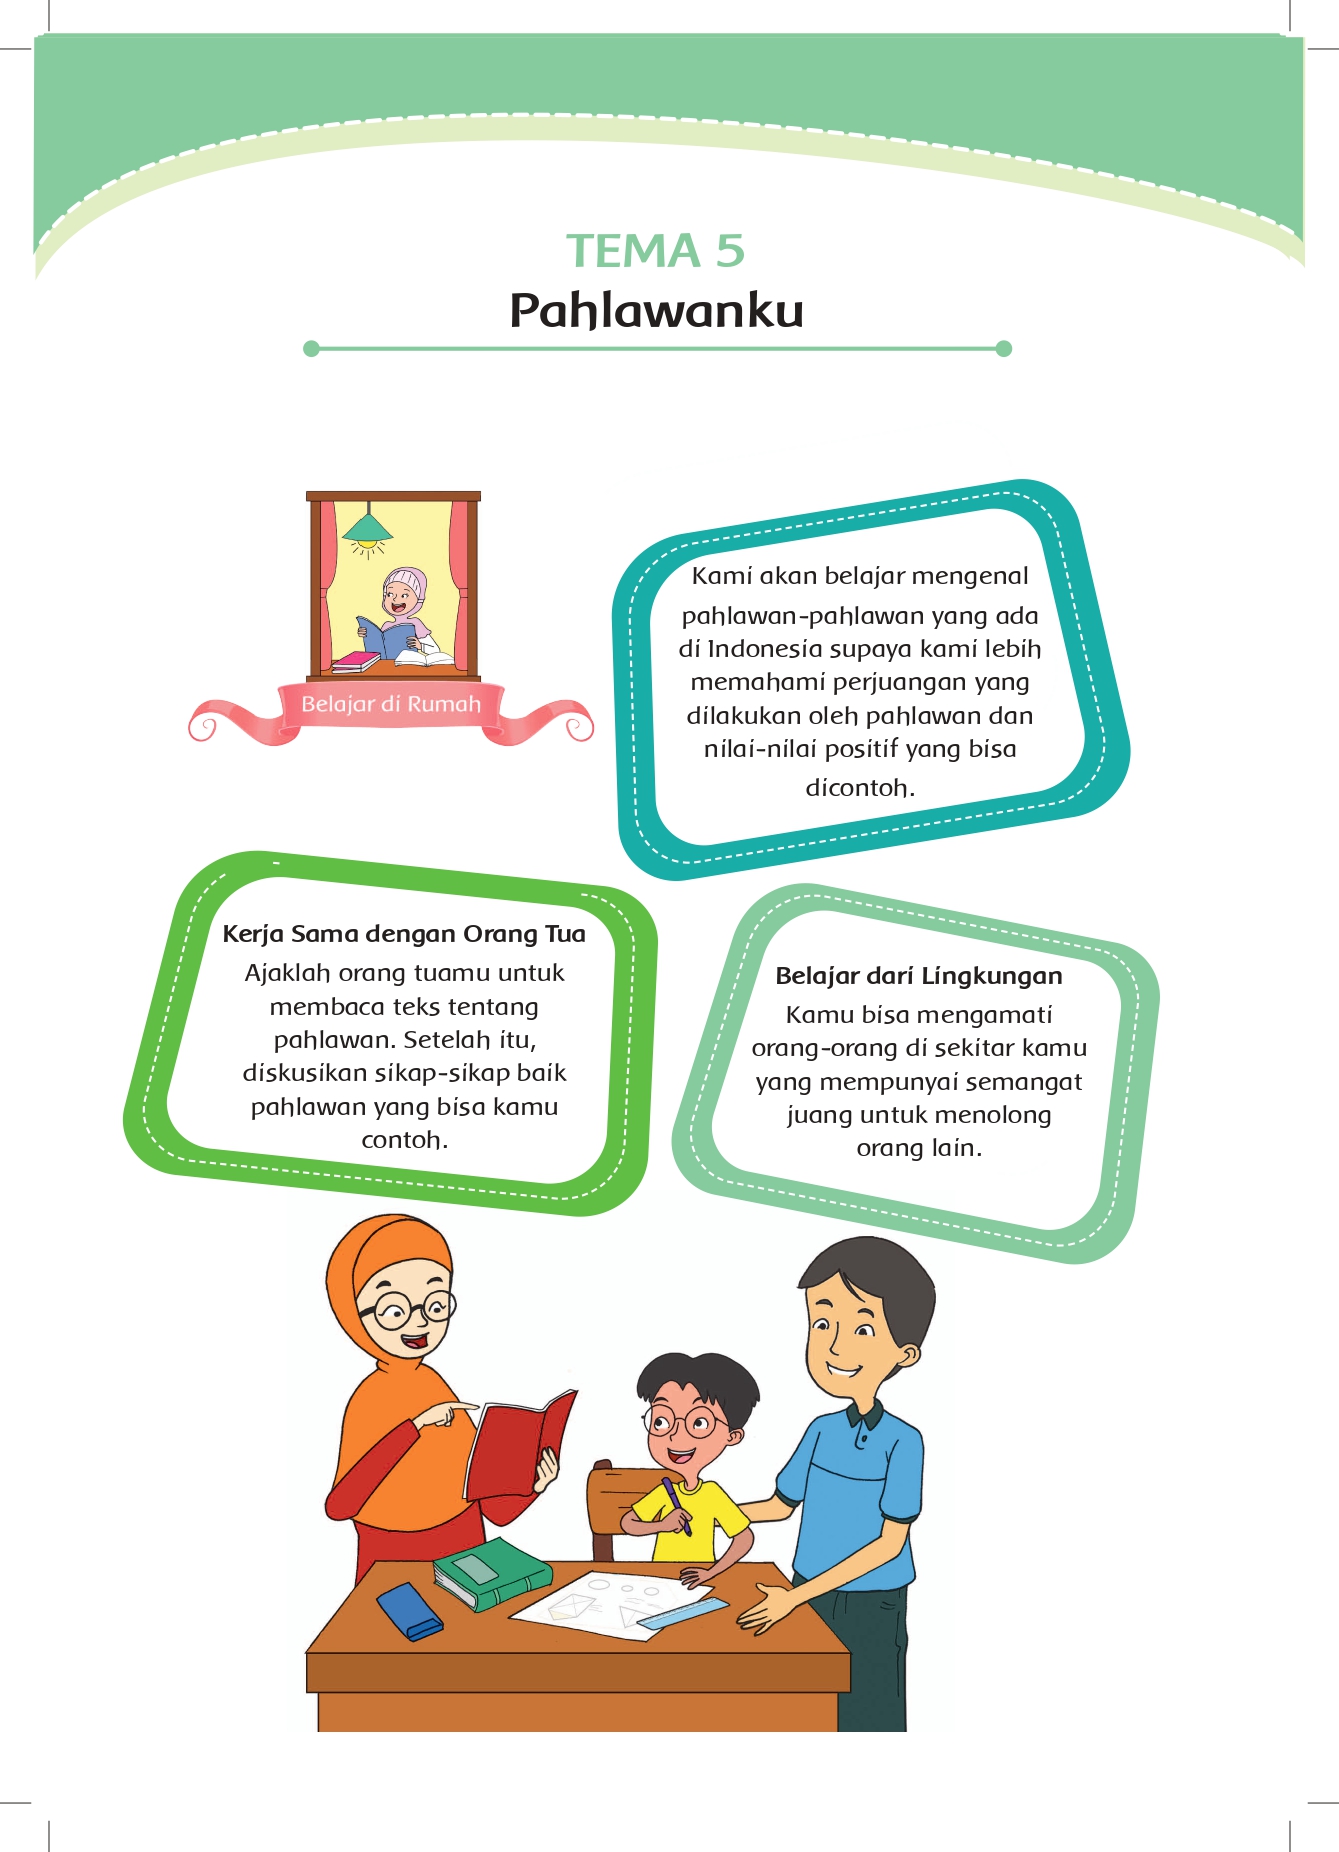 TEMA 5
Pahlawanku
Belajar di Rumah
Kami akan belajar mengenal
pahlawan-pahlawan yang ada
di Indonesia supaya kami lebih
memahami perjuangan yang
dilakukan oleh pahlawan dan
nilai-nilai positif yang bisa
dicontoh.
Kerja Sama dengan Orang Tua
Ajaklah orang tuamu untuk
membaca teks tentang
pahlawan. Setelah itu,
diskusikan sikap-sikap baik
pahlawan yang bisa kamu
contoh.
Belajar dari Lingkungan
Kamu bisa mengamati
orang-orang di sekitar kamu
yang mempunyai semangat
juang untuk menolong
orang lain.